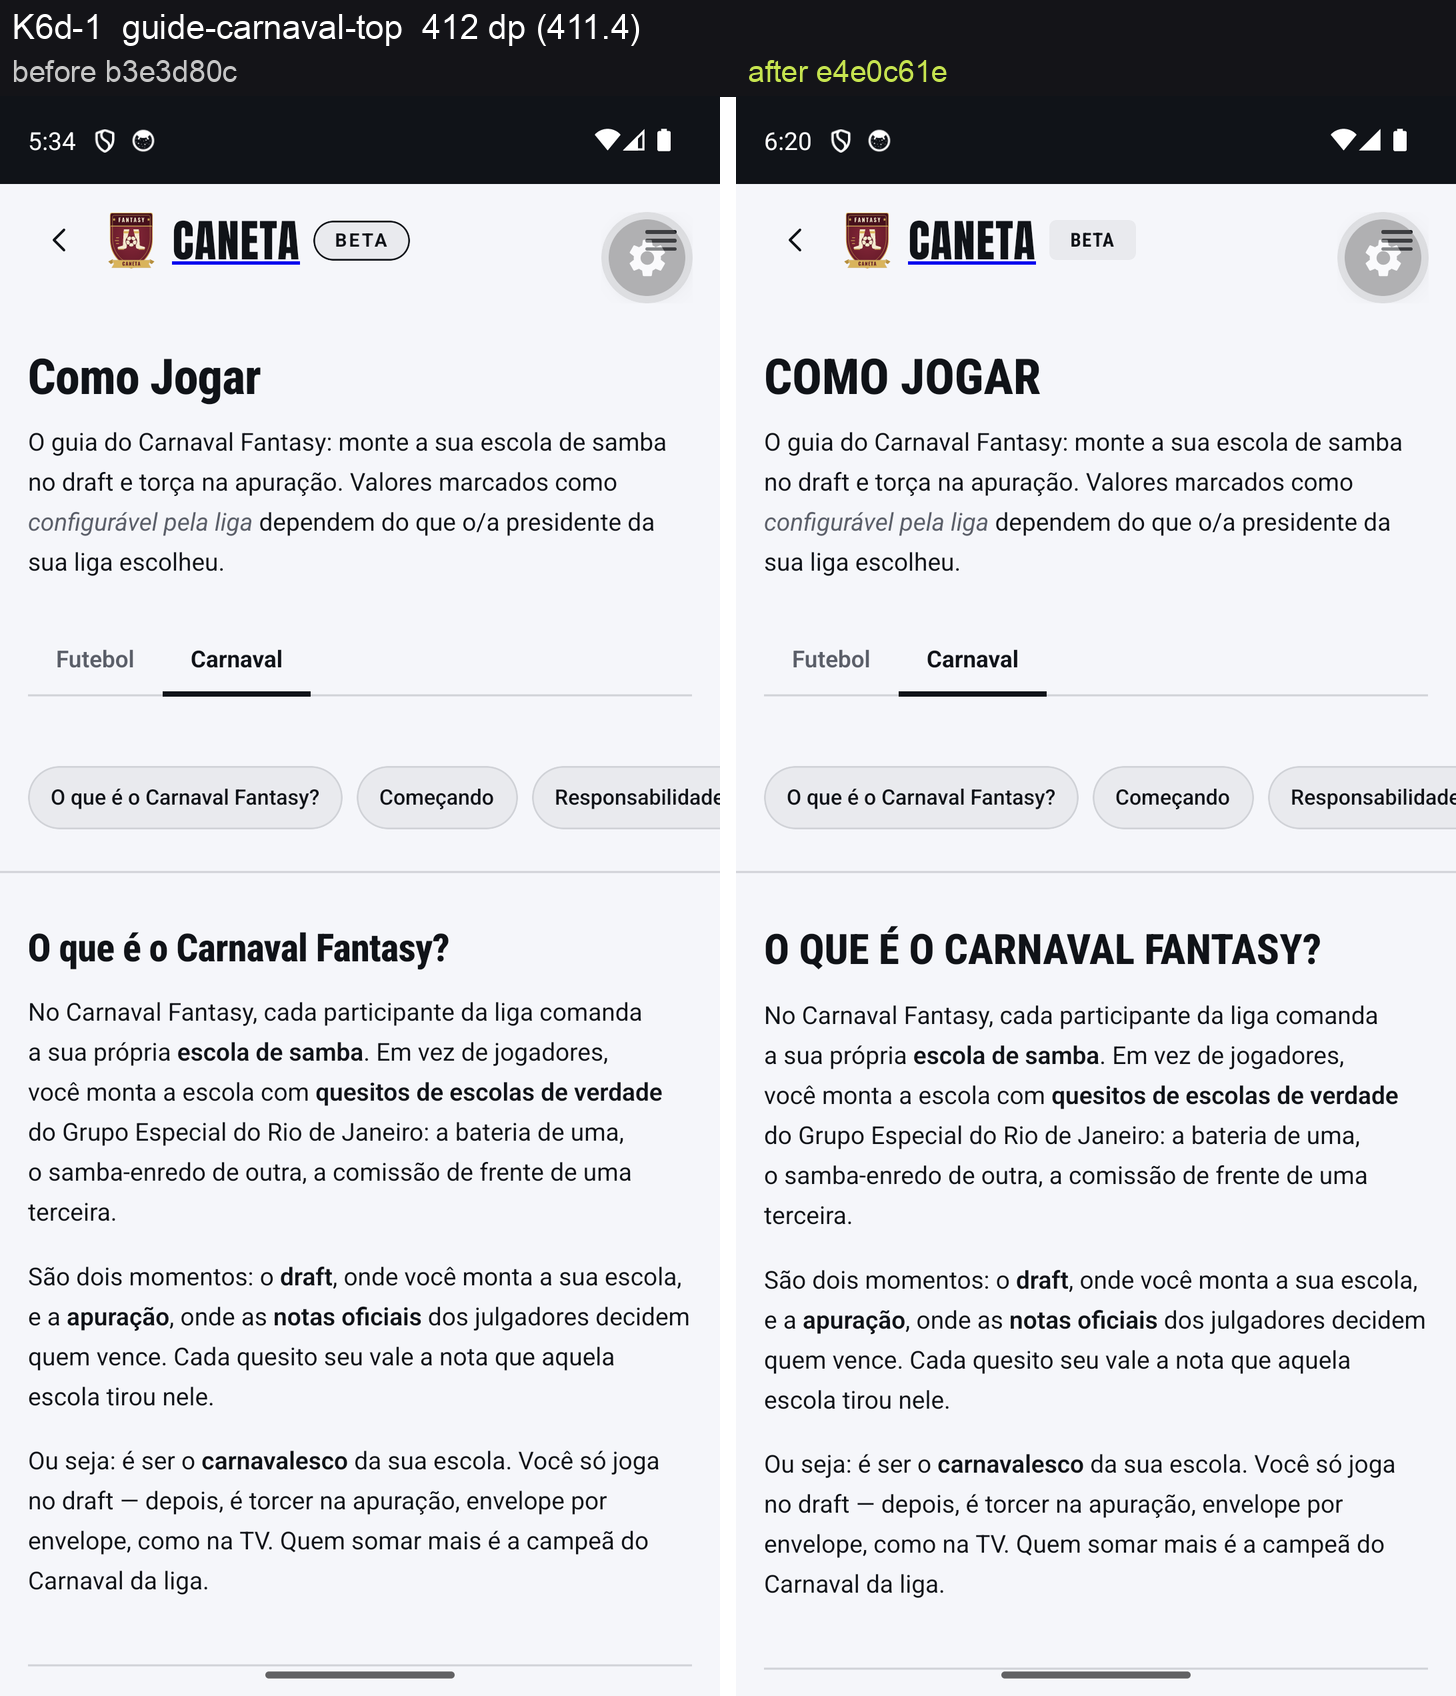 K6d-1 guide-carnaval-top 412 dp (411.4)
before b3e3d80c
5:34
FANTASY
CANETA
CANETA
BETA
Como Jogar
O guia do Carnaval Fantasy: monte a sua escola de samba
no draft e torça na apuração. Valores marcados como
configurável pela liga dependem do que o/a presidente da
sua liga escolheu.
Futebol
Carnaval
O que é o Carnaval Fantasy?
Começando
Responsabilidade
O que é o Carnaval Fantasy?
No Carnaval Fantasy, cada participante da liga comanda
a sua própria escola de samba. Em vez de jogadores,
você monta a escola com quesitos de escolas de verdade
do Grupo Especial do Rio de Janeiro: a bateria de uma,
o samba-enredo de outra, a comissão de frente de uma
terceira.
São dois momentos: o draft, onde você monta a sua escola,
e a apuração, onde as notas oficiais dos julgadores decidem
quem vence. Cada quesito seu vale a nota que aquela
escola tirou nele.
Ou seja: é ser o carnavalesco da sua escola. Você só joga
no draft — depois, é torcer na apuração, envelope por
envelope, como na TV. Quem somar mais é a campeã do
Carnaval da liga.
after e4e0c61e
6:20
FANTASY
CANETA
CANETA
BETA
COMO JOGAR
O guia do Carnaval Fantasy: monte a sua escola de samba
no draft e torça na apuração. Valores marcados como
configurável pela liga dependem do que o/a presidente da
sua liga escolheu.
Futebol
Carnaval
O que é o Carnaval Fantasy?
Começando
Responsabilidade
O QUE É O CARNAVAL FANTASY?
No Carnaval Fantasy, cada participante da liga comanda
a sua própria escola de samba. Em vez de jogadores,
você monta a escola com quesitos de escolas de verdade
do Grupo Especial do Rio de Janeiro: a bateria de uma,
o samba-enredo de outra, a comissão de frente de uma
terceira.
São dois momentos: o draft, onde você monta a sua escola,
e a apuração, onde as notas oficiais dos julgadores decidem
quem vence. Cada quesito seu vale a nota que aquela
escola tirou nele.
Ou seja: é ser o carnavalesco da sua escola. Você só joga
no draft — depois, é torcer na apuração, envelope por
envelope, como na TV. Quem somar mais é a campeã do
Carnaval da liga.